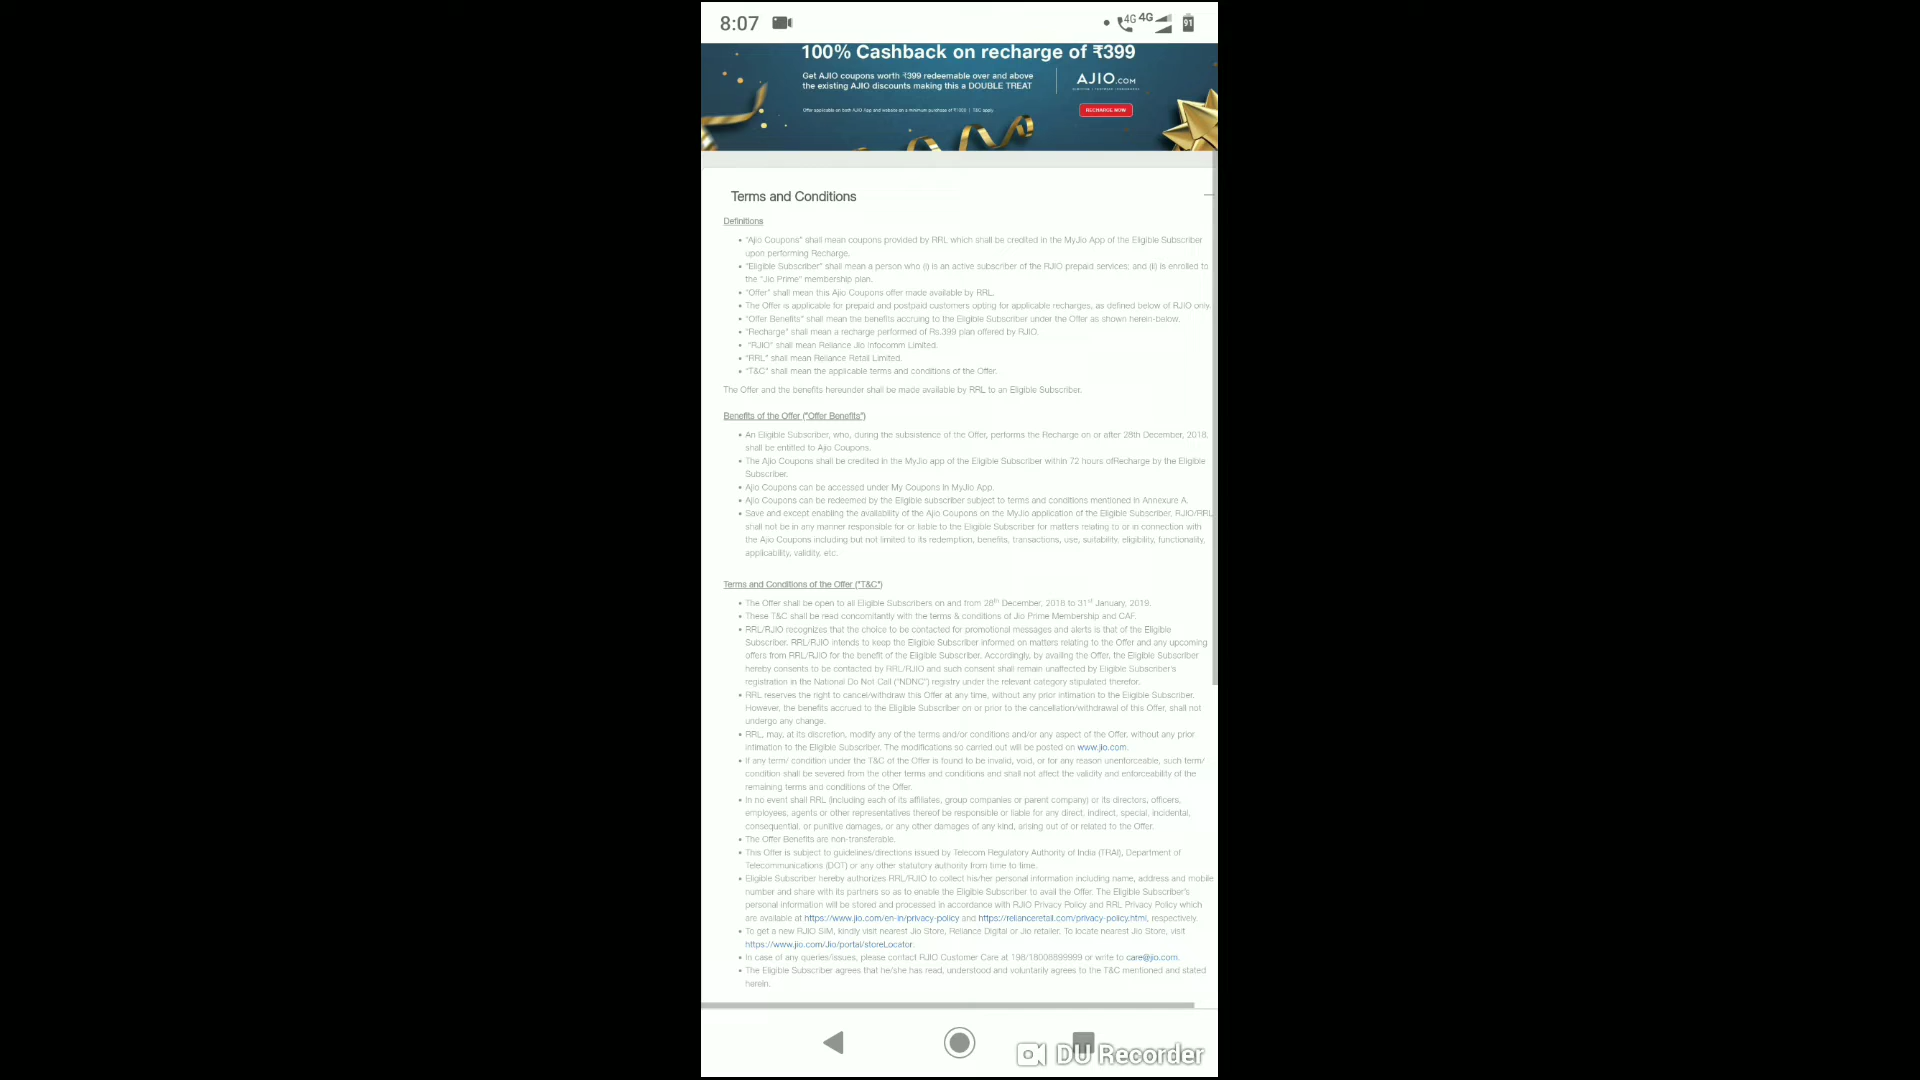 8:07
4G 4G
91
100% Cashback on recharge of ₹399
Get AJIO coupons worth ₹399 redeemable over and above
the existing AJIO discounts making this a DOUBLE TREAT
AJIO.COM
Offer applicable on both AJIO App and website on a minimum purchase of | T&C apply
RECHARGE NOW
Terms and Conditions
Definitions
• "Ajio Coupons" shall mean coupons provided by RRL which shall be credited in the MyJio App of the Eligible Subscriber
upon performing Recharge.
• "Eligible Subscriber" shall mean a person who (i) is an active subscriber of the RJIO prepaid services; and (ii) is enrolled to
the "Jio Prime" membership plan.
• "Offer" shall mean this Ajio Coupons offer made available by RRL.
• The Offer is applicable for prepaid and postpaid customers opting for applicable recharges, as defined below of RJIO only.
• "Offer Benefits" shall mean the benefits accruing to the Eligible Subscriber under the Offer as shown herein-below.
• "Recharge" shall mean a recharge performed of Rs.399 plan offered by RJIO.
• "RJIO" shall mean Reliance Jio Infocomm Limited.
• "RRL" shall mean Reliance Retail Limited.
• "T&C" shall mean the applicable terms and conditions of the Offer.
The Offer and the benefits hereunder shall be made available by RRL to an Eligible Subscriber.
Benefits of the Offer ("Offer Benefits")
• An Eligible Subscriber, who, during the subsistence of the Offer, performs the Recharge on or after 28th December, 2018,
shall be entitled to Ajio Coupons.
• The Ajio Coupons shall be credited in the MyJio app of the Eligible Subscriber within 72 hours ofRecharge by the Eligible
Subscriber.
• Ajio Coupons can be accessed under My Coupons in MyJio App.
• Ajio Coupons can be redeemed by the Eligible subscriber subject to terms and conditions mentioned in Annexure A.
• Save and except enabling the availability of the Ajio Coupons on the MyJio application of the Eligible Subscriber, RJIO/RRL
shall not be in any manner responsible for or liable to the Eligible Subscriber for matters relating to or in connection with
the Ajio Coupons including but not limited to its redemption, benefits, transactions, use, suitability, eligibility, functionality,
applicability, validity, etc.
Terms and Conditions of the Offer ("T&C")
• The Offer shall be open to all Eligible Subscribers on and from 28th December, 2018 to 31st January, 2019.
• These T&C shall be read concomitantly with the terms & conditions of Jio Prime Membership and CAF.
• RRL/RJIO recognizes that the choice to be contacted for promotional messages and alerts is that of the Eligible
Subscriber. RRL/RJIO intends to keep the Eligible Subscriber informed on matters relating to the Offer and any upcoming
offers from RRL/RJIO for the benefit of the Eligible Subscriber. Accordingly, by availing the Offer, the Eligible Subscriber
hereby consents to be contacted by RRL/RJIO and such consent shall remain unaffected by Eligible Subscriber's
registration in the National Do Not Call ("NDNC") registry under the relevant category stipulated therefor.
• RRL reserves the right to cancel/withdraw this Offer at any time, without any prior intimation to the Eligible Subscriber.
However, the benefits accrued to the Eligible Subscriber on or prior to the cancellation/withdrawal of this Offer, shall not
undergo any change.
• RRL, may, at its discretion, modify any of the terms and/or conditions and/or any aspect of the Offer, without any prior
intimation to the Eligible Subscriber. The modifications so carried out will be posted on www.jio.com.
• If any term/ condition under the T&C of the Offer is found to be invalid, void, or for any reason unenforceable, such term/
condition shall be severed from the other terms and conditions and shall not affect the validity and enforceability of the
remaining terms and conditions of the Offer.
• In no event shall RRL (including each of its affiliates, group companies or parent company) or its directors, officers,
employees, agents or other representatives thereof be responsible or liable for any direct, indirect, special, incidental,
consequential, or punitive damages, or any other damages of any kind, arising out of or related to the Offer.
• The Offer Benefits are non-transferable.
• This Offer is subject to guidelines/directions issued by Telecom Regulatory Authority of India (TRAI), Department of
Telecommunications (DOT) or any other statutory authority from time to time.
• Eligible Subscriber hereby authorizes RRL/RJIO to collect his/her personal information including name, address and mobile
number and share with its partners so as to enable the Eligible Subscriber to avail the Offer. The Eligible Subscriber's
personal information will be stored and processed in accordance with RJIO Privacy Policy and RRL Privacy Policy which
are available at https://www.jio.com/en-in/privacy-policy and https://relianceretail.com/privacy-policy.html, respectively.
• To get a new RJIO SIM, kindly visit nearest Jio Store, Reliance Digital or Jio retailer. To locate nearest Jio Store, visit
https://www.jio.com/Jio/portal/storeLocator.
• In case of any queries/issues, please contact RJIO Customer Care at 198/18008899999 or write to care@jio.com.
• The Eligible Subscriber agrees that he/she has read, understood and voluntarily agrees to the T&C mentioned and stated
herein.
DU Recorder